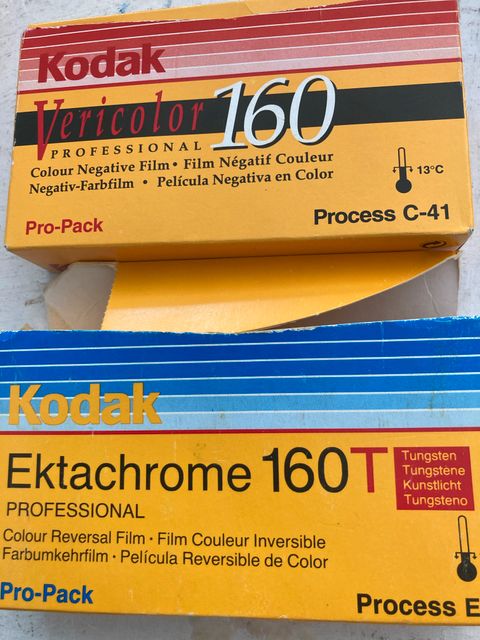 Kodak
Vericolor 160
PROFESSIONAL
Colour Negative Film • Film Négatif Couleur
Negativ-Farbfilm • Película Negativa en Color
13°C
Pro-Pack
Process C-41
Kodak
Ektachrome 160T
Tungsten
Tungstene
Kunstlicht
Tungsteno
PROFESSIONAL
Colour Reversal Film · Film Couleur Inversible
Farbumkehrfilm · Película Reversible de Color
Pro-Pack
Process E